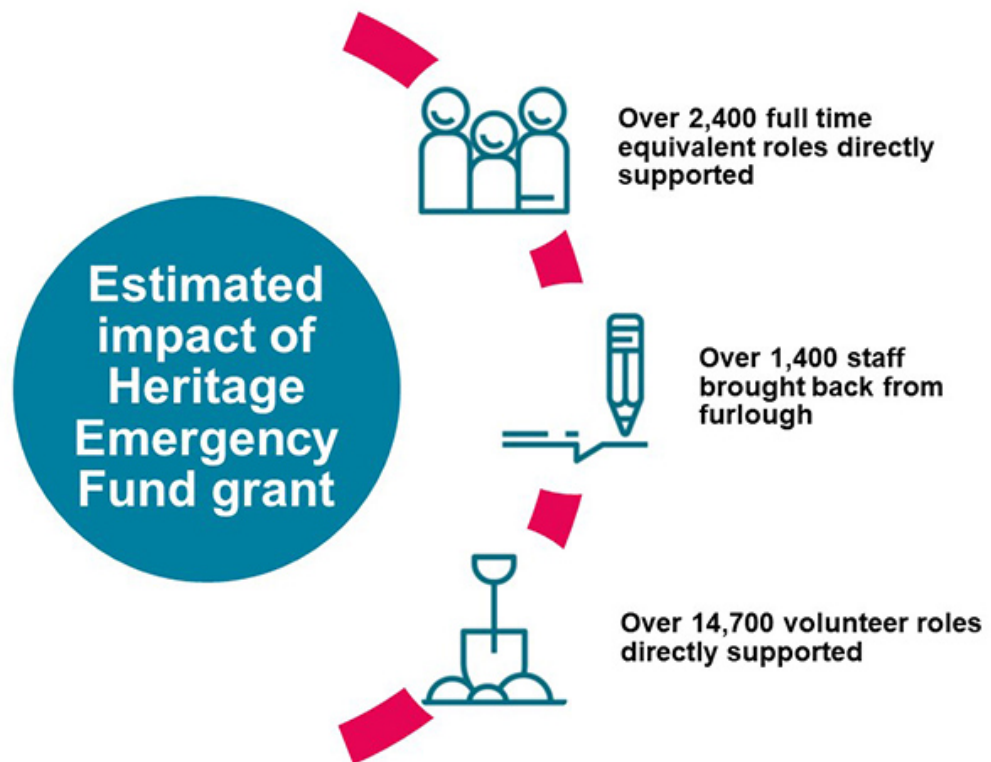 Estimated
impact of
Heritage
Emergency
Fund grant
Over 2,400 full time
equivalent roles directly
supported
Over 1,400 staff
brought back from
furlough
Over 14,700 volunteer roles
directly supported